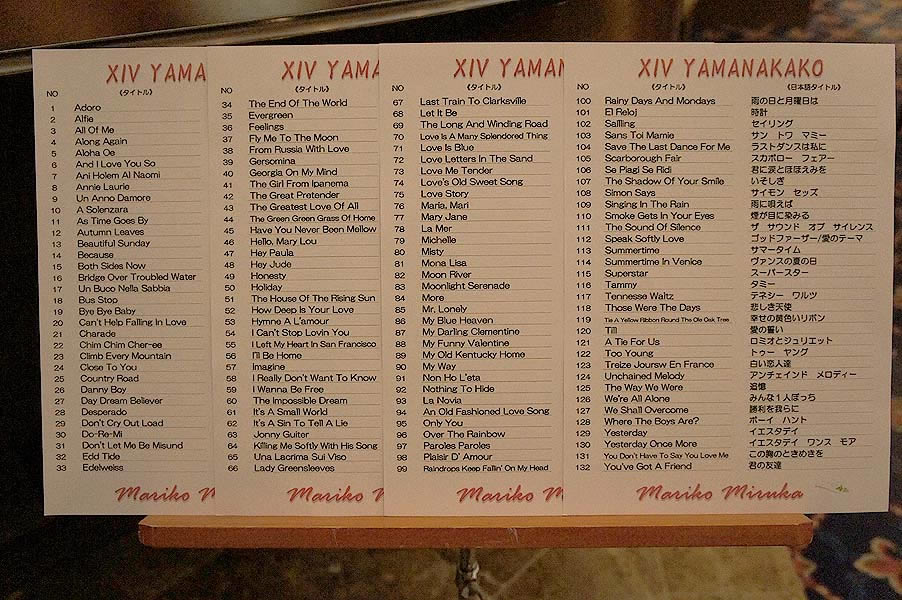 XIV YAMA
NO 《タイトル》
1 Adoro
2 Alfie
3 All Of Me
4 Along Again
5 Aloha Oe
6 And I Love You So
7 Ani Holem Al Naomi
8 Annie Laurie
9 Un Anno Damore
10 A Solenzara
11 As Time Goes By
12 Autumn Leaves
13 Beautiful Sunday
14 Because
15 Both Sides Now
16 Bridge Over Troubled Water
17 Un Buco Nella Sabbia
18 Bus Stop
19 Bye Bye Baby
20 Can't Help Falling In Love
21 Charade
22 Chim Chim Cher-ee
23 Climb Every Mountain
24 Close To You
25 Country Road
26 Danny Boy
27 Day Dream Believer
28 Desperado
29 Don't Cry Out Load
30 Do-Re-Mi
31 Don't Let Me Be Misund
32 Edd Tide
33 Edelweiss
Mariko M
XIV YAMA
NO 《タイトル》
34 The End Of The World
35 Evergreen
36 Feelings
37 Fly Me To The Moon
38 From Russia With Love
39 Gersomina
40 Georgia On My Mind
41 The Girl From Ipanema
42 The Great Pretender
43 The Greatest Love Of All
44 The Green Green Grass Of Home
45 Have You Never Been Mellow
46 Hello, Mary Lou
47 Hey Paula
48 Hey Jude
49 Honesty
50 Holiday
51 The House Of The Rising Sun
52 How Deep Is Your Love
53 Hymne A L'amour
54 I Can't Stop Lovin You
55 I Left My Heart In San Francisco
56 I'll Be Home
57 Imagine
58 I Really Don't Want To Know
59 I Wanna Be Free
60 The Impossible Dream
61 It's A Small World
62 It's A Sin To Tell A Lie
63 Jonny Guiter
64 Killing Me Softly With His Song
65 Una Lacrima Sui Viso
66 Lady Greensleeves
Mariko M
XIV YAMAN
NO 《タイトル》
67 Last Train To Clarksville
68 Let It Be
69 The Long And Winding Road
70 Love Is A Many Splendored Thing
71 Love Is Blue
72 Love Letters In The Sand
73 Love Me Tender
74 Love's Old Sweet Song
75 Love Story
76 Maria, Mari
77 Mary Jane
78 La Mer
79 Michelle
80 Misty
81 Mona Lisa
82 Moon River
83 Moonlight Serenade
84 More
85 Mr, Lonely
86 My Blue Heaven
87 My Darling Clementine
88 My Funny Valentine
89 My Old Kentucky Home
90 My Way
91 Non Ho L'eta
92 Nothing To Hide
93 La Novia
94 An Old Fashioned Love Song
95 Only You
96 Over The Rainbow
97 Paroles Paroles
98 Plaisir D' Amour
99 Raindrops Keep Fallin' On My Head
Mariko M
XIV YAMANAKAKO
NO 《タイトル》 《日本語タイトル》
100 Rainy Days And Mondays 雨の日と月曜日は
101 El Reloj 時計
102 Sailling セイリング
103 Sans Toi Mamie サン トワ マミー
104 Save The Last Dance For Me ラストダンスは私に
105 Scarborough Fair スカボロー フェアー
106 Se Piagi Se Ridi 君に涙とほほえみを
107 The Shadow Of Your Smile いそしぎ
108 Simon Says サイモン セッズ
109 Singing In The Rain 雨に唄えば
110 Smoke Gets In Your Eyes 煙が目に染みる
111 The Sound Of Silence ザ サウンド オブ サイレンス
112 Speak Softly Love ゴッドファーザー/愛のテーマ
113 Summertime サマータイム
114 Summertime In Venice ヴァンスの夏の日
115 Superstar スーパースター
116 Tammy タミー
117 Tennesse Waltz テネシー ワルツ
118 Those Were The Days 悲しき天使
119 Tie A Yellow Ribbon Round The Ole Oak Tree 幸せの黄色いリボン
120 Till 愛の誓い
121 A Tie For Us ロミオとジュリエット
122 Too Young トゥー ヤング
123 Treize Joursw En France 白い恋人達
124 Unchained Melody アンチェインド メロディー
125 The Way We Were 追憶
126 We're All Alone みんな1人ぼっち
127 We Shall Overcome 勝利を我らに
128 Where The Boys Are? ボーイ ハント
129 Yesterday イエスタデイ
130 Yesterday Once More イエスタデイ ワンス モア
131 You Don't Have To Say You Love Me この胸のときめきを
132 You've Got A Friend 君の友達
Mariko Miruka